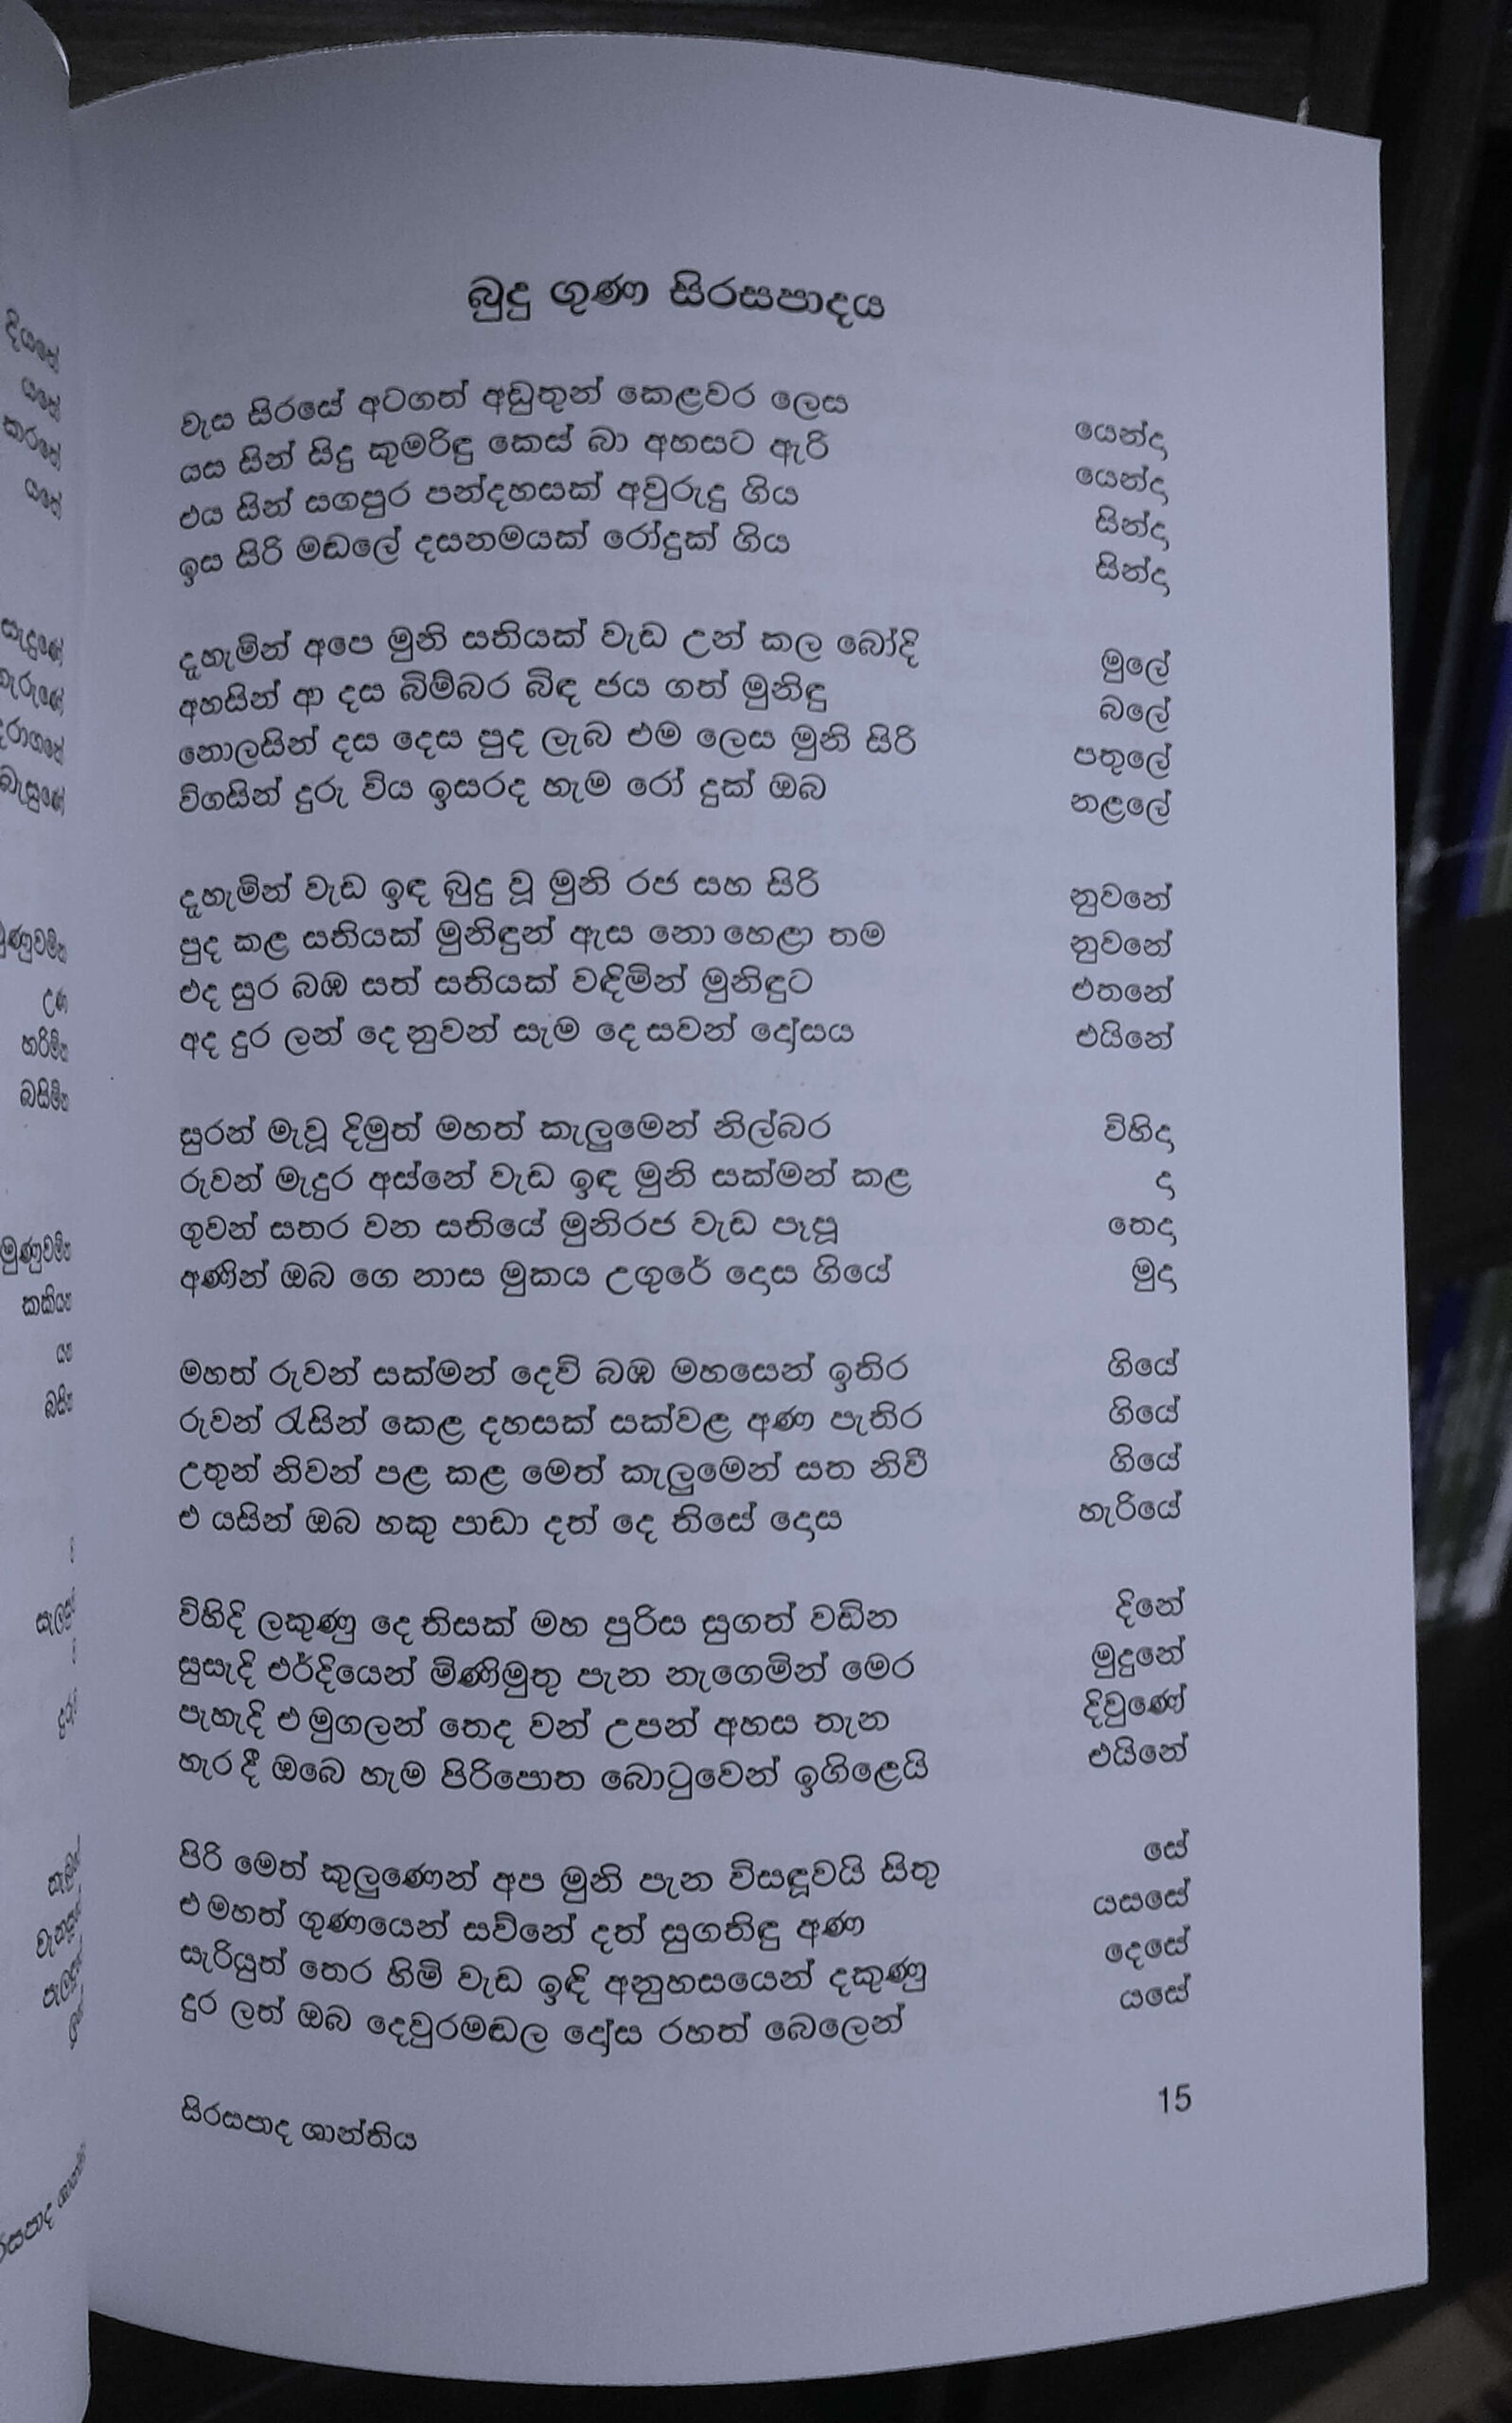 බුදු ගුණ සිරසපාදය
වැස සිරසේ අටගත් අඩුතුන් කෙළවර ලෙස යෙන්දා
යස සින් සිදු කුමරිඳු කෙස් බා අහසට ඇරි යෙන්දා
එය සින් සගපුර පන්දහසක් අවුරුදු ගිය සින්දා
ඉස සිරි මඬලේ දසනමයක් රෝදුක් ගිය සින්දා
දෑහැමින් අපෙ මුනි සතියක් වැඩ උන් කල බෝදි මුලේ
අහසින් ආ දස බිම්බර බිඳ ජය ගත් මුනිඳු බලේ
නොලසින් දස දෙස පුද ලැබ එම ලෙස මුනි සිරි පතුලේ
විගසින් දුරු විය ඉසරද හැම රෝ දුක් ඔබ නළලේ
දෑහැමින් වැඩ ඉඳ බුදු වූ මුනි රජ සහ සිරි නුවනේ
පුද කළ සතියක් මුනිඳුන් ඇස නො හෙළා තම නුවනේ
එද සුර බඹ සත් සතියක් වඳිමින් මුනිඳුට එතනේ
අද දුර ලන් දෙ නුවන් සැම දෙ සවන් දෝසය එයිනේ
සුරන් මැවූ දිමුත් මහත් කැලුමෙන් නිල්බර විහිදා
රුවන් මැදුර අස්නේ වැඩ ඉඳ මුනි සක්මන් කළ දා
ගුවන් සතර වන සතියේ මුනිරජ වැඩ පෑපූ තෙදා
අණින් ඔබ ගෙ නාස මුකය උගුරේ දොස ගියේ මුදා
මහත් රුවන් සක්මන් දෙව් බඹ මහසෙන් ඉතිර ගියේ
රුවන් රැසින් කෙළ දහසක් සක්වළ අණ පැතිර ගියේ
උතුන් නිවන් පළ කළ මෙත් කැලුමෙන් සත නිවී ගියේ
එ යසින් ඔබ හකු පාඩා දත් දෙ තිසේ දොස හැරියේ
විහිදි ලකුණු දෙ තිසක් මහ පුරිස සුගත් වඩින දිනේ
සුසැදි ඒර්දියෙන් මිණිමුතු පැන නැගෙමින් මෙර මුදුනේ
පැහැදි එ මුගලන් තෙද වන් උපන් අහස තැන දිවුණේ
හැර දී ඔබෙ හැම පිරිපොත බොටුවෙන් ඉගිළෙයි එයිනේ
පිරි මෙත් කුලුණෙන් අප මුනි පැන විසඳූවයි සිතු සේ
එ මහත් ගුණයෙන් සව්නේ දත් සුගතිඳු අණ යසසේ
සැරියුත් තෙර හිමි වැඩ ඉඳි අනුහසයෙන් දකුණු දෙසේ
දුර ලත් ඔබ දෙවුරමඬල දෝස රහත් බෙලෙන් යසේ
සිරසපාද ශාන්තිය
15